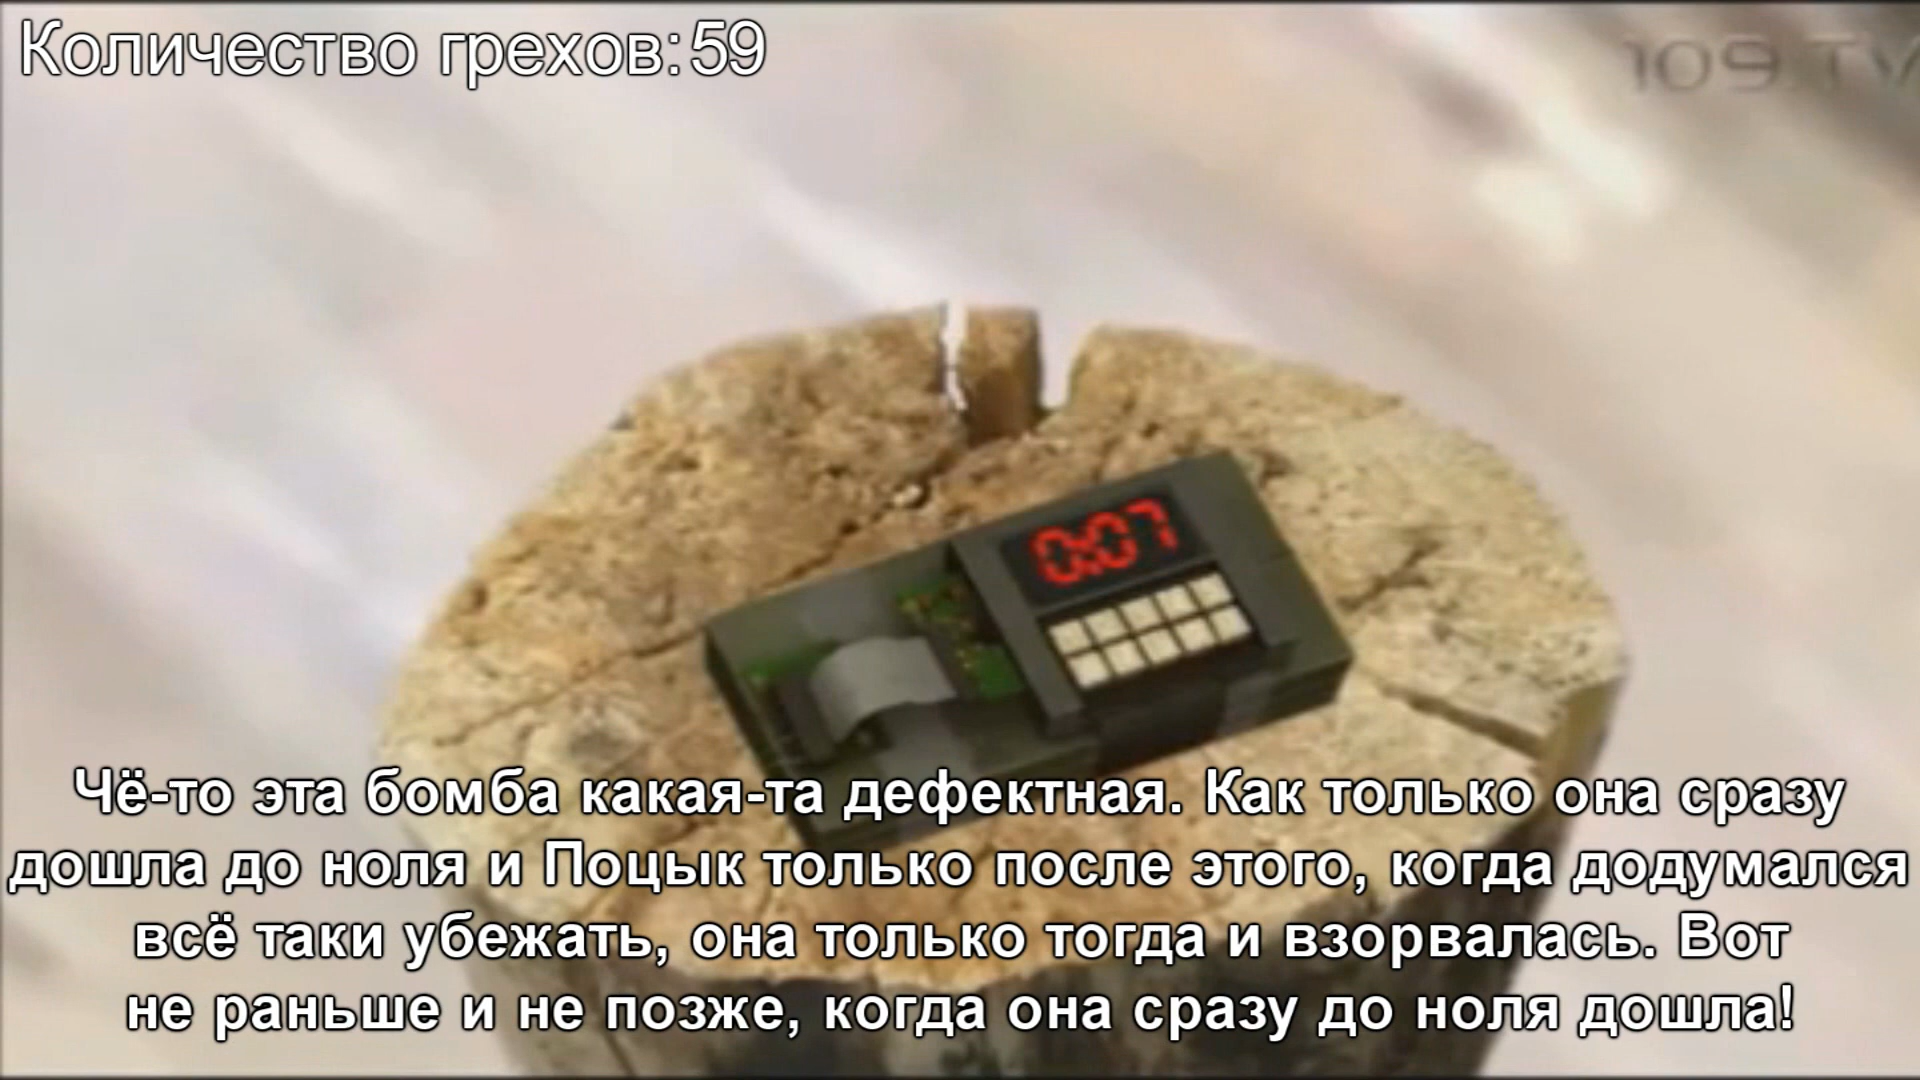 Количество грехов:59
109 TV
0:07
Чё-то эта бомба какая-та дефектная. Как только она сразу
дошла до ноля и Поцык только после этого, когда додумался
всё таки убежать, она только тогда и взорвалась. Вот
не раньше и не позже, когда она сразу до ноля дошла!